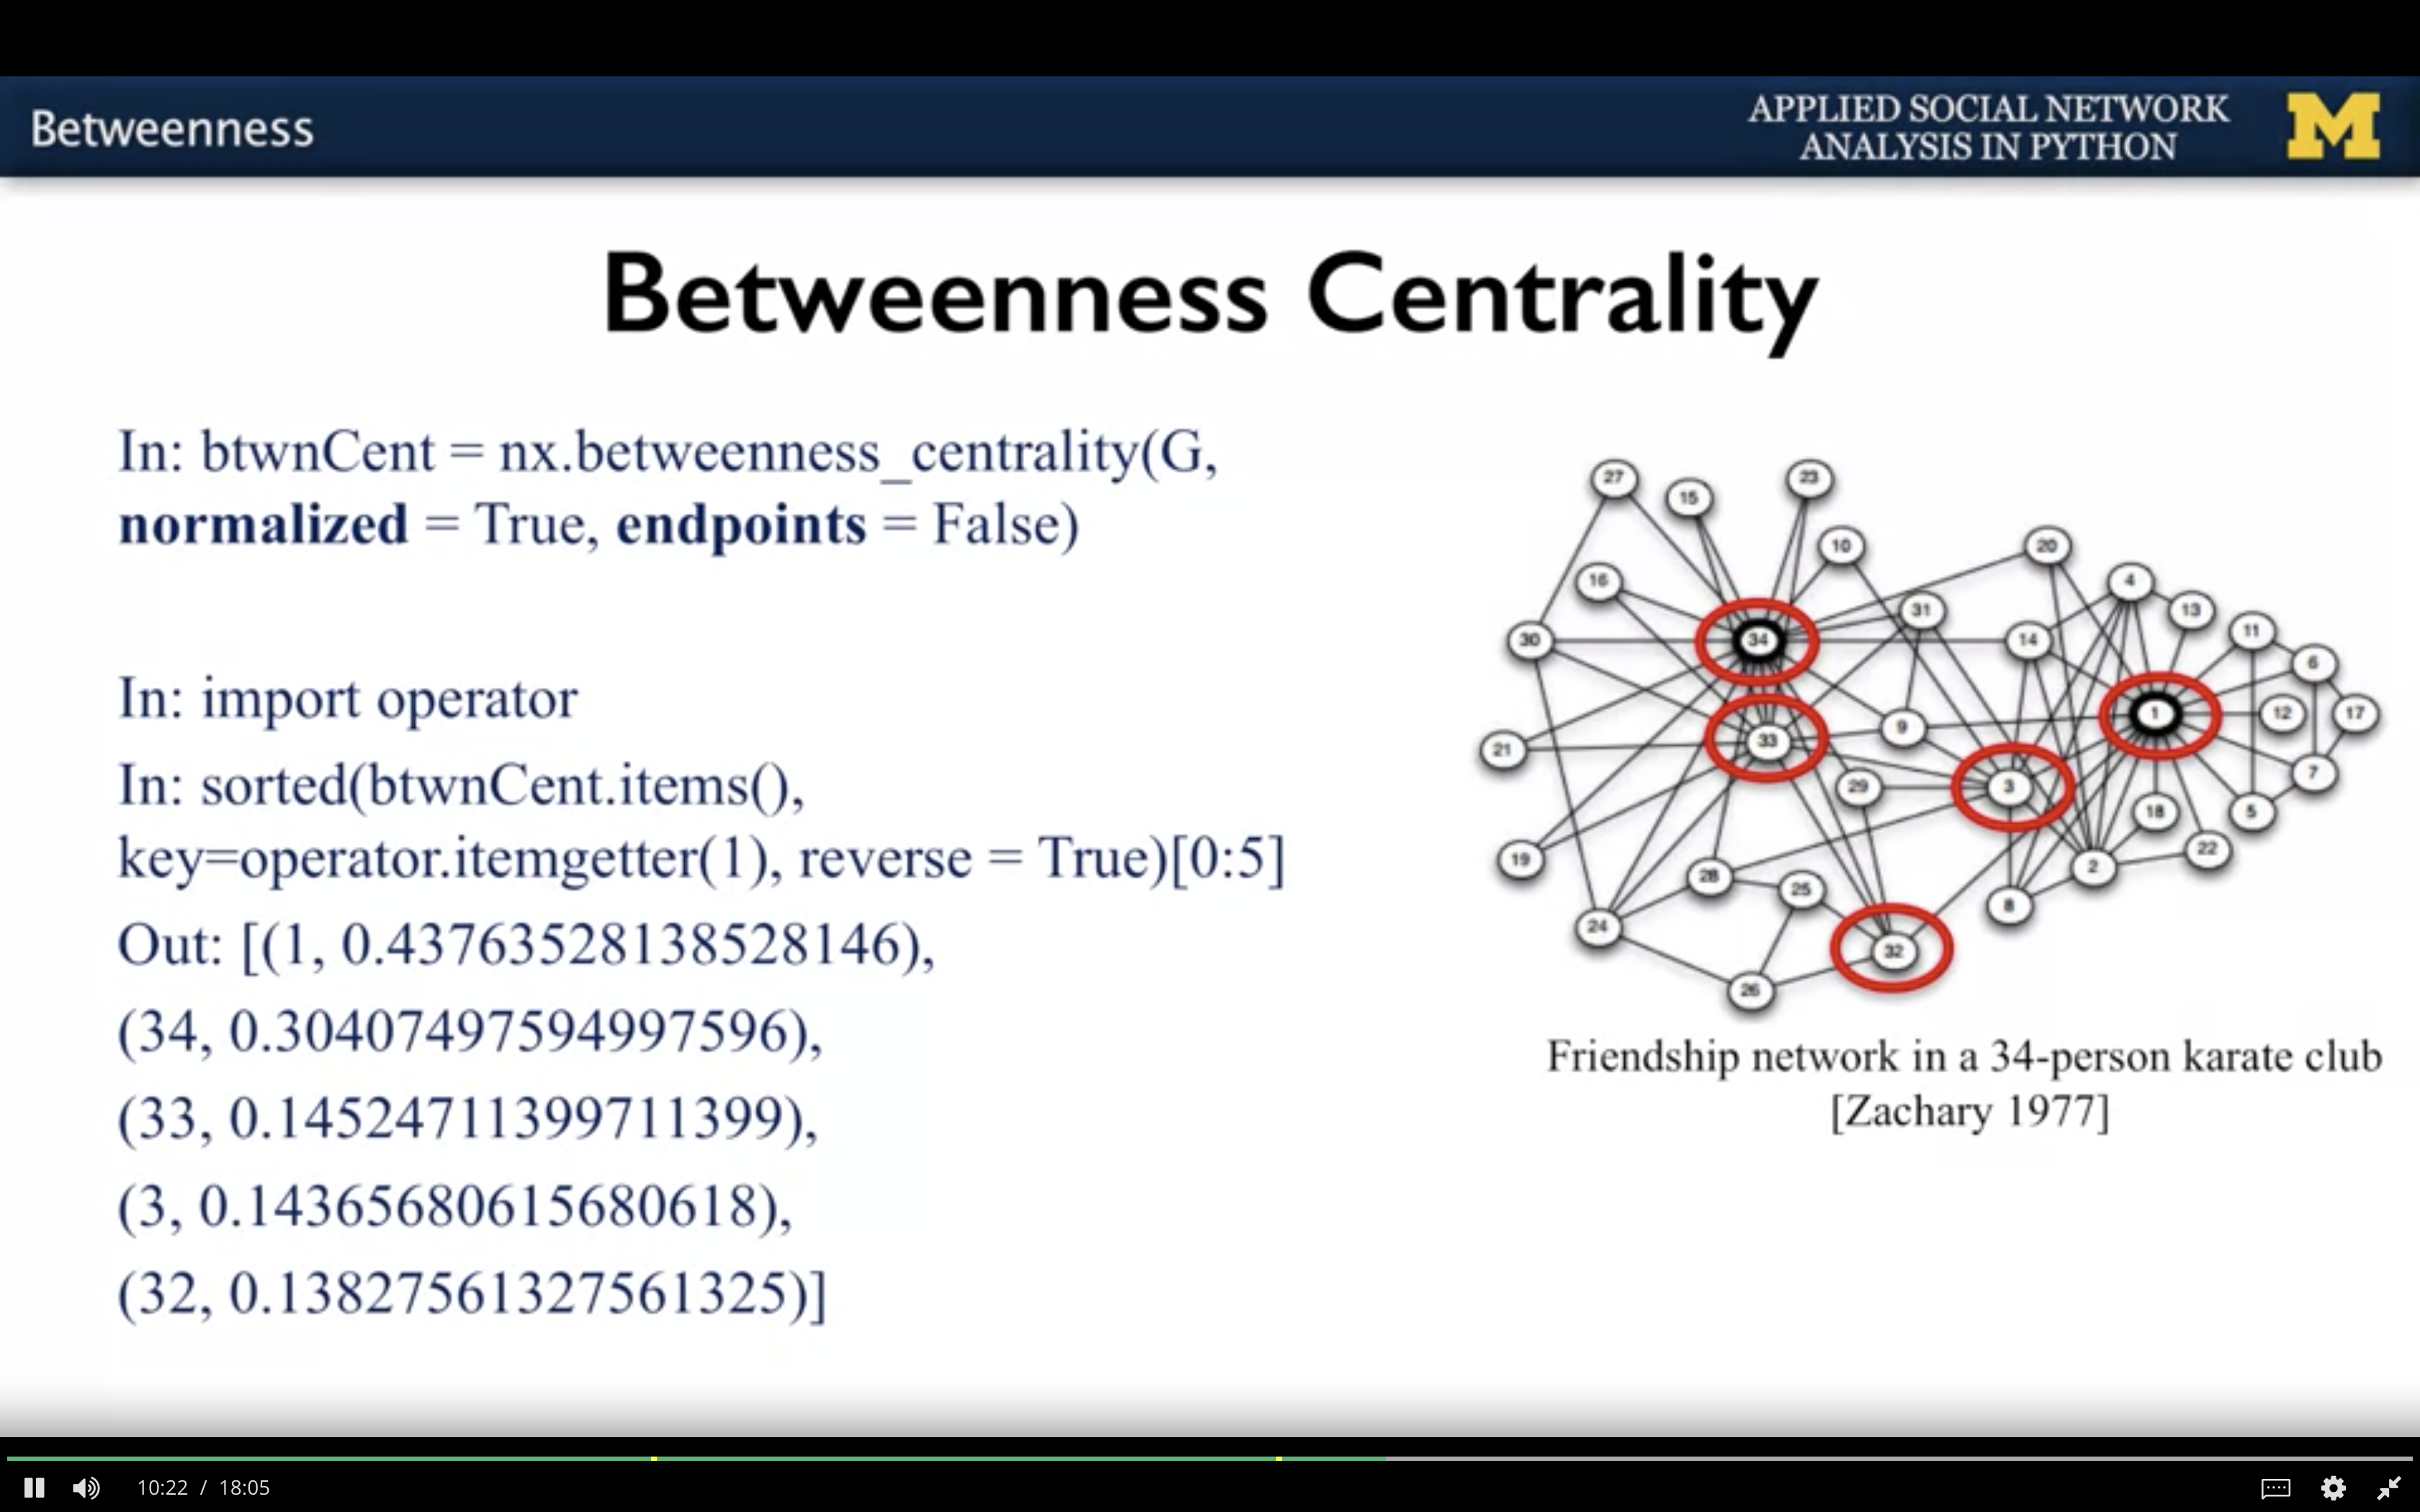 Betweenness
APPLIED SOCIAL NETWORK
ANALYSIS IN PYTHON
M
Betweenness Centrality
In: btwnCent = nx.betweenness_centrality(G,
normalized = True, endpoints = False)
In: import operator
In: sorted(btwnCent.items(),
key=operator.itemgetter(1), reverse = True)[0:5]
Out: [(1, 0.43763528138528146),
(34, 0.30407497594997596),
(33, 0.14524711399711399),
(3, 0.14365680615680618),
(32, 0.13827561327561325)]
27
15
23
10
20
16
4
31
13
30
34
14
11
6
1
12
17
33
9
21
29
3
7
18
5
19
28
25
2
22
8
24
32
26
Friendship network in a 34-person karate club
[Zachary 1977]
10:22 / 18:05